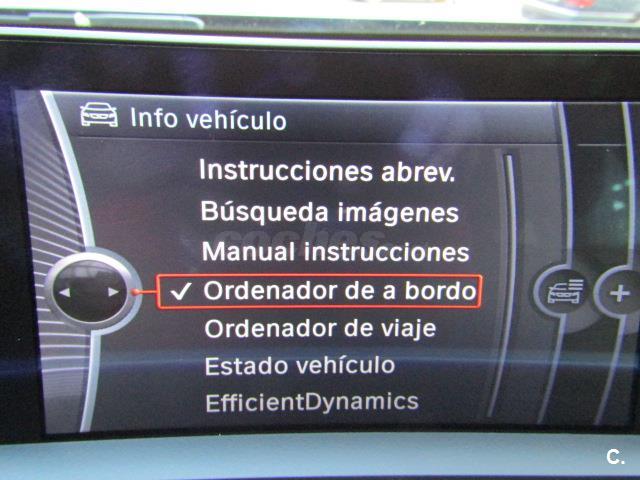 Info vehículo
Instrucciones abrev.
Búsqueda imágenes
Manual instrucciones
Ordenador de a bordo
Ordenador de viaje
Estado vehículo
EfficientDynamics
C.